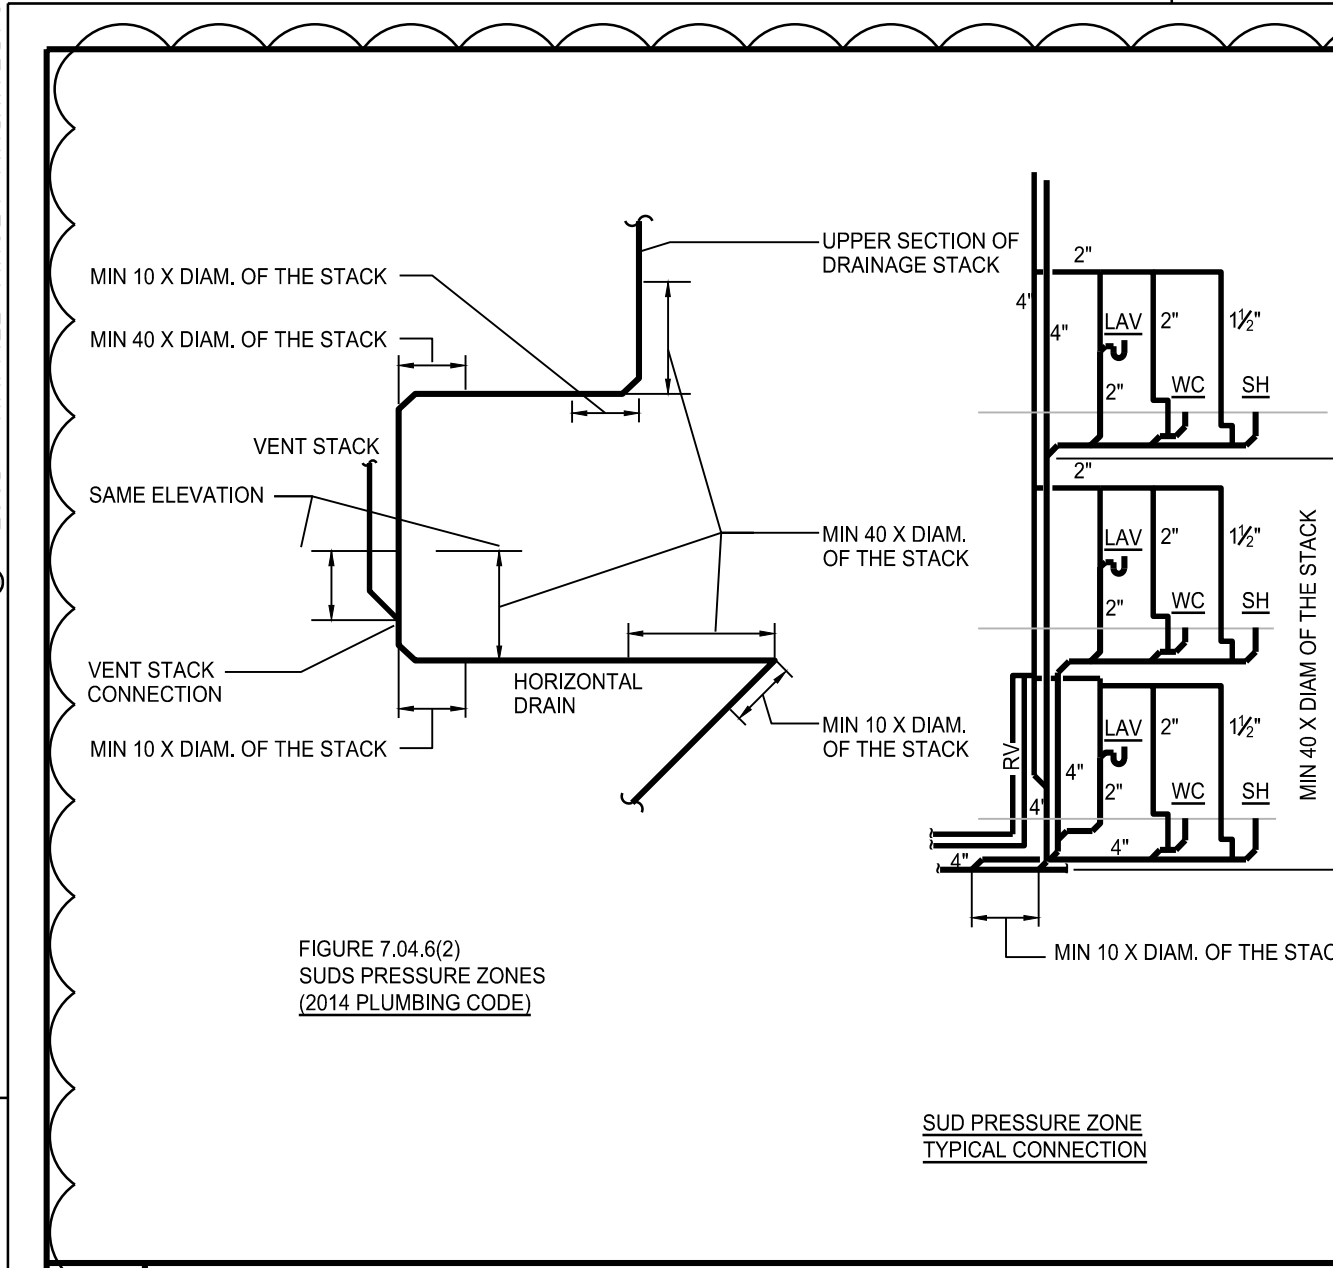 MIN 10 X DIAM. OF THE STACK
MIN 40 X DIAM. OF THE STACK
UPPER SECTION OF
DRAINAGE STACK
VENT STACK
SAME ELEVATION
MIN 40 X DIAM.
OF THE STACK
VENT STACK
CONNECTION
HORIZONTAL
DRAIN
MIN 10 X DIAM. OF THE STACK
MIN 10 X DIAM.
OF THE STACK
FIGURE 7.04.6(2)
SUDS PRESSURE ZONES
(2014 PLUMBING CODE)
2"
4"
4"
LAV
2"
1½"
2"
WC
SH
2"
LAV
2"
1½"
2"
WC
SH
MIN 40 X DIAM OF THE STACK
RV
LAV
2"
1½"
4"
2"
WC
SH
4"
4"
4"
MIN 10 X DIAM. OF THE
SUD PRESSURE ZONE
TYPICAL CONNECTION